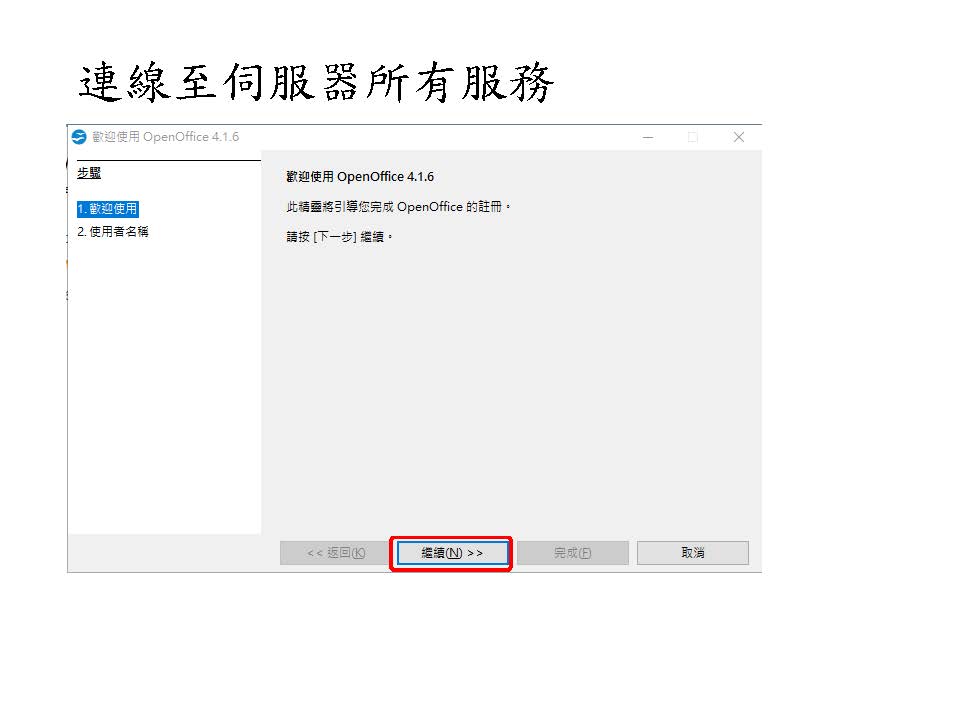 連線至伺服器所有服務
歡迎使用 OpenOffice 4.1.6
步驟
1. 歡迎使用
2. 使用者名稱
歡迎使用 OpenOffice 4.1.6
此精靈將引導您完成 OpenOffice 的註冊。
請按 [下一步] 繼續。
<< 返回(K)
繼續(N) >>
完成(F)
取消